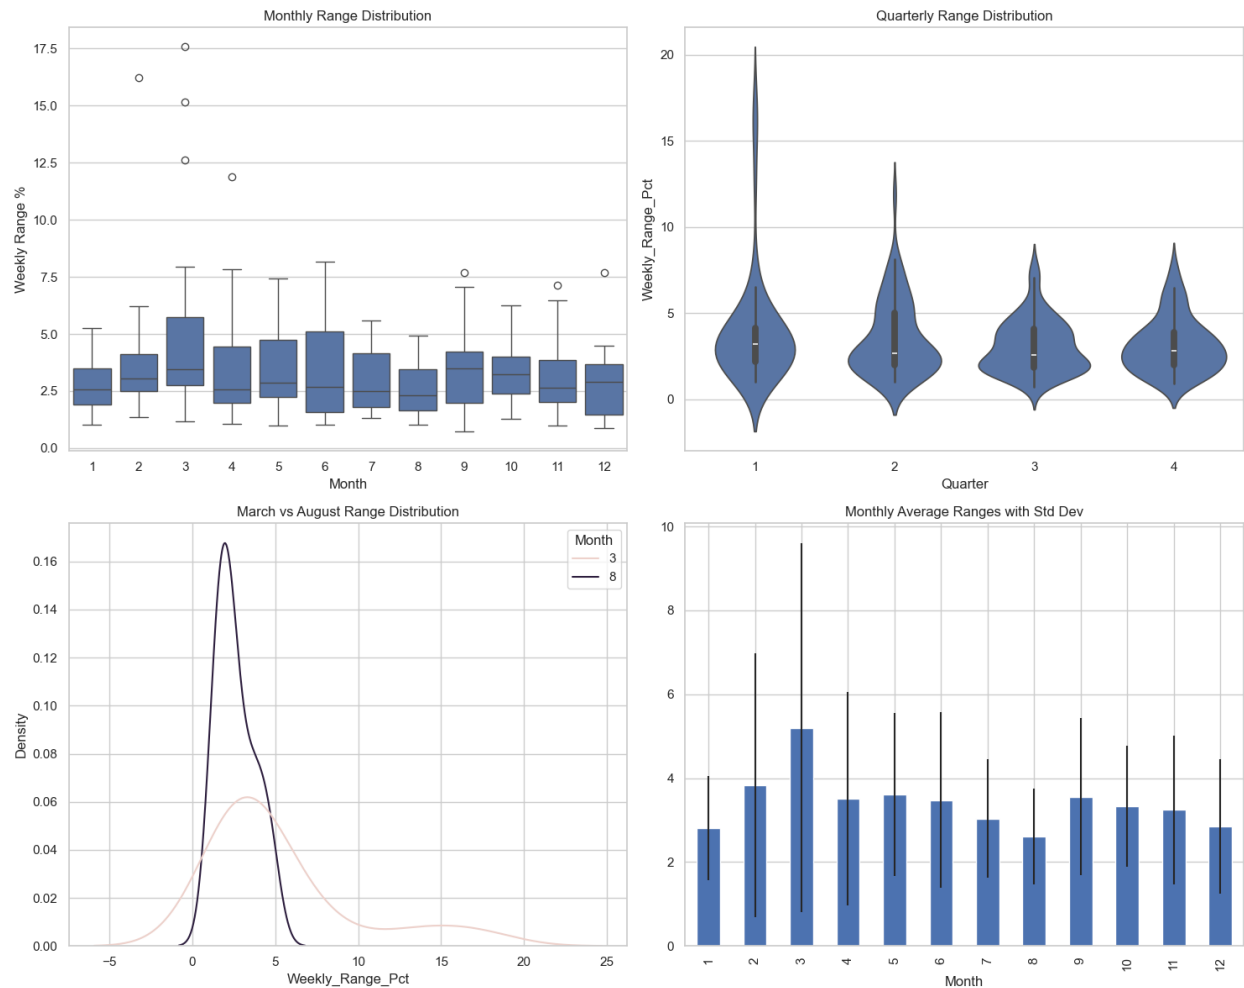 Monthly Range Distribution
Weekly Range %
17.5
15.0
12.5
10.0
7.5
5.0
2.5
0.0
1 2 3 4 5 6 7 8 9 10 11 12
Month
Quarterly Range Distribution
Weekly_Range_Pct
20
15
10
5
0
1 2 3 4
Quarter
March vs August Range Distribution
Month
3
8
Density
0.16
0.14
0.12
0.10
0.08
0.06
0.04
0.02
0.00
−5 0 5 10 15 20 25
Weekly_Range_Pct
Monthly Average Ranges with Std Dev
10
8
6
4
2
0
1 2 3 4 5 6 7 8 9 10 11 12
Month